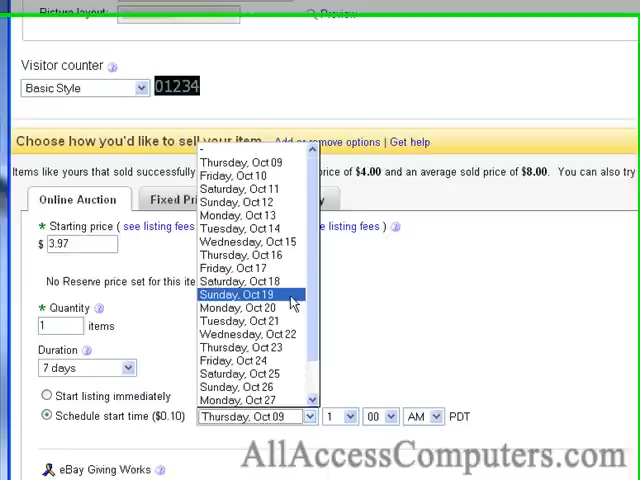 Picture layout:
Preview
Visitor counter
Basic Style
01234
Choose how you'd like to sell your item
Add or remove options | Get help
Items like yours that sold successfully
price of $4.00 and an average sold price of $8.00. You can also try
Online Auction
Fixed Pri
y
* Starting price ( see listing fees
e listing fees )
$ 3.97
No Reserve price set for this ite
* Quantity
1 items
Duration
7 days
Start listing immediately
Schedule start time ($0.10)
Thursday, Oct 09
1
00
AM
PDT
-
Thursday, Oct 09
Friday, Oct 10
Saturday, Oct 11
Sunday, Oct 12
Monday, Oct 13
Tuesday, Oct 14
Wednesday, Oct 15
Thursday, Oct 16
Friday, Oct 17
Saturday, Oct 18
Sunday, Oct 19
Monday, Oct 20
Tuesday, Oct 21
Wednesday, Oct 22
Thursday, Oct 23
Friday, Oct 24
Saturday, Oct 25
Sunday, Oct 26
Monday, Oct 27
eBay Giving Works
AllAccessComputers.com